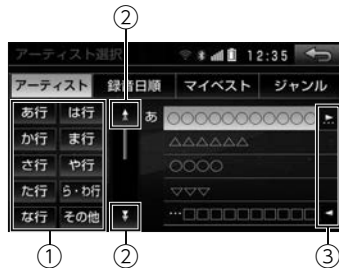 ②
アーティスト選択 12:35
アーティスト 録音日順 マイベスト ジャンル
あ行 は行 あ ○○○○○○○○○○○
か行 ま行 △△△△△△
さ行 や行 ○○○○
た行 ら・わ行 ▽▽▽
な行 その他 …□□□□□□□□□□
① ② ③